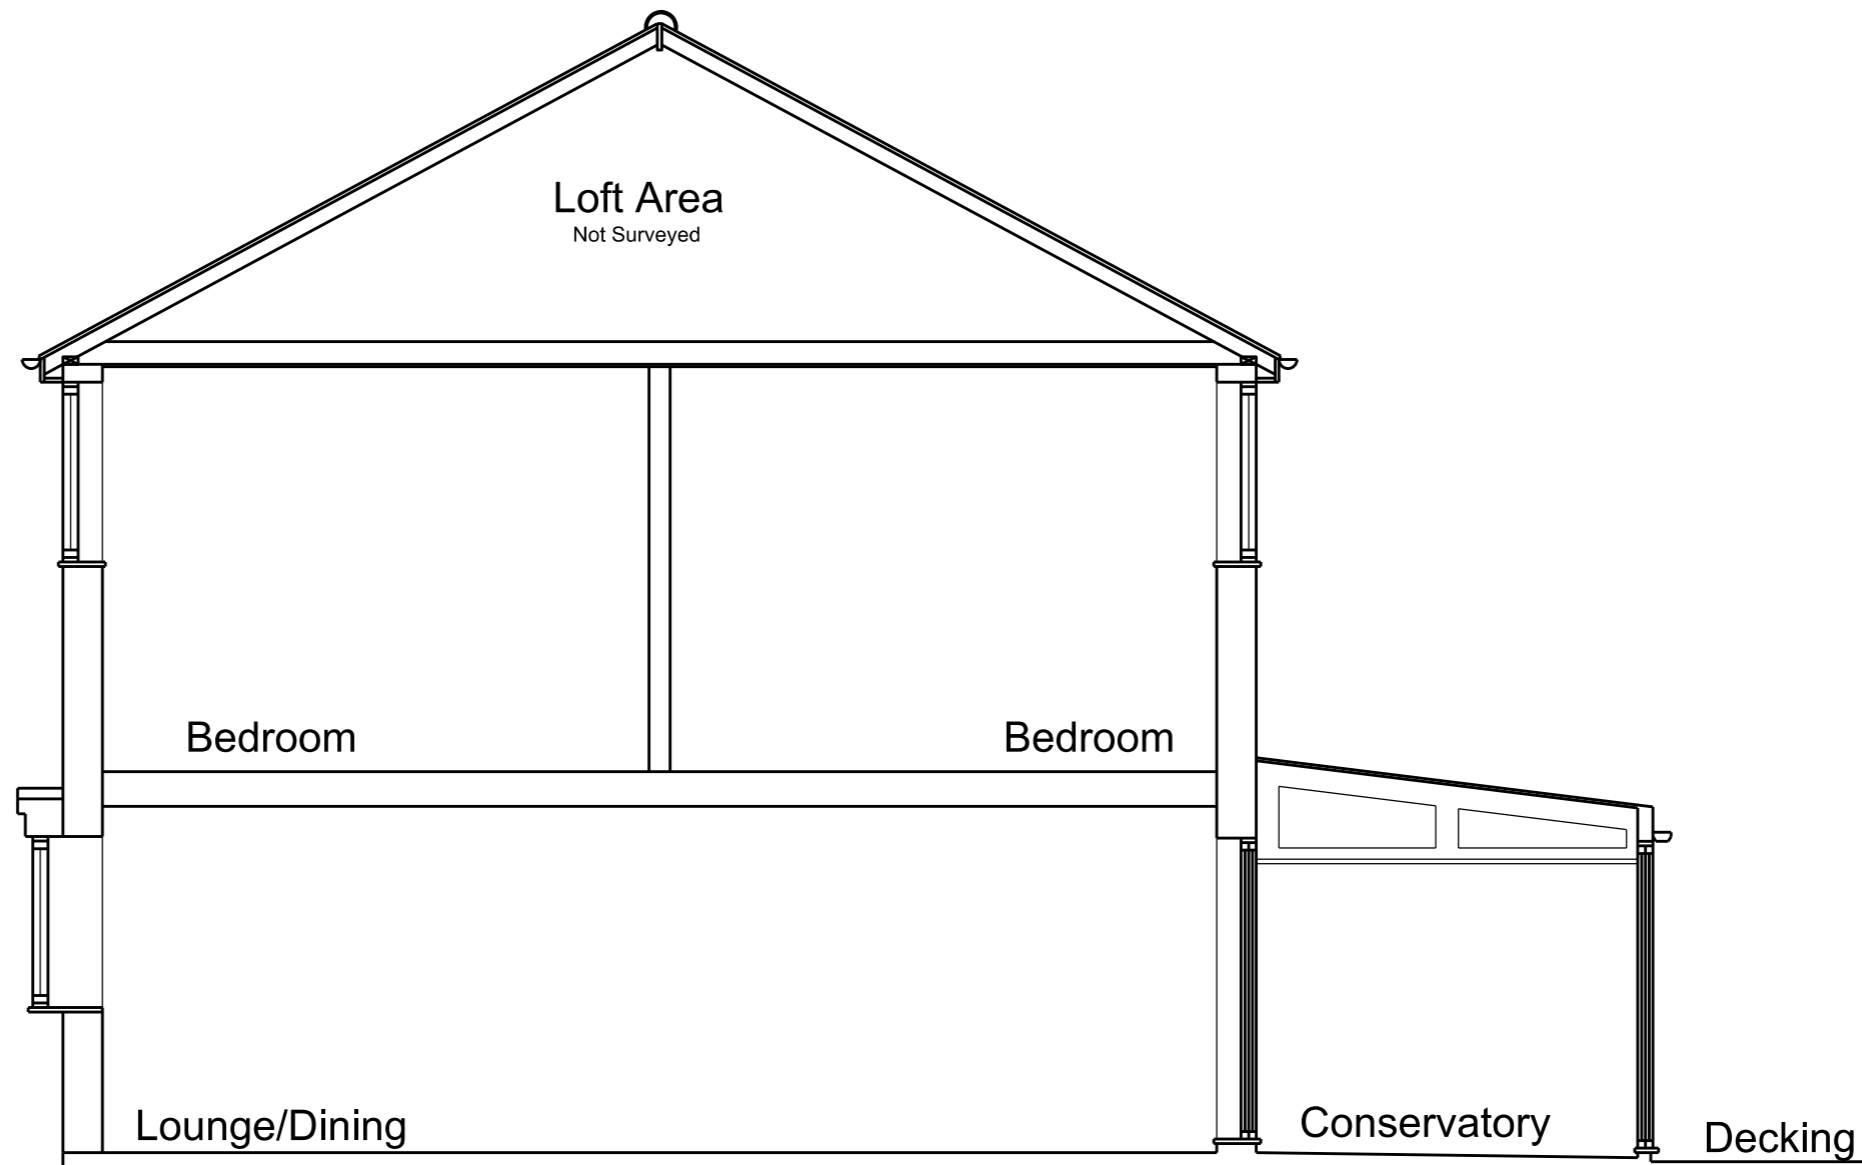 Loft Area
Not Surveyed
Bedroom
Bedroom
Lounge/Dining
Conservatory
Decking